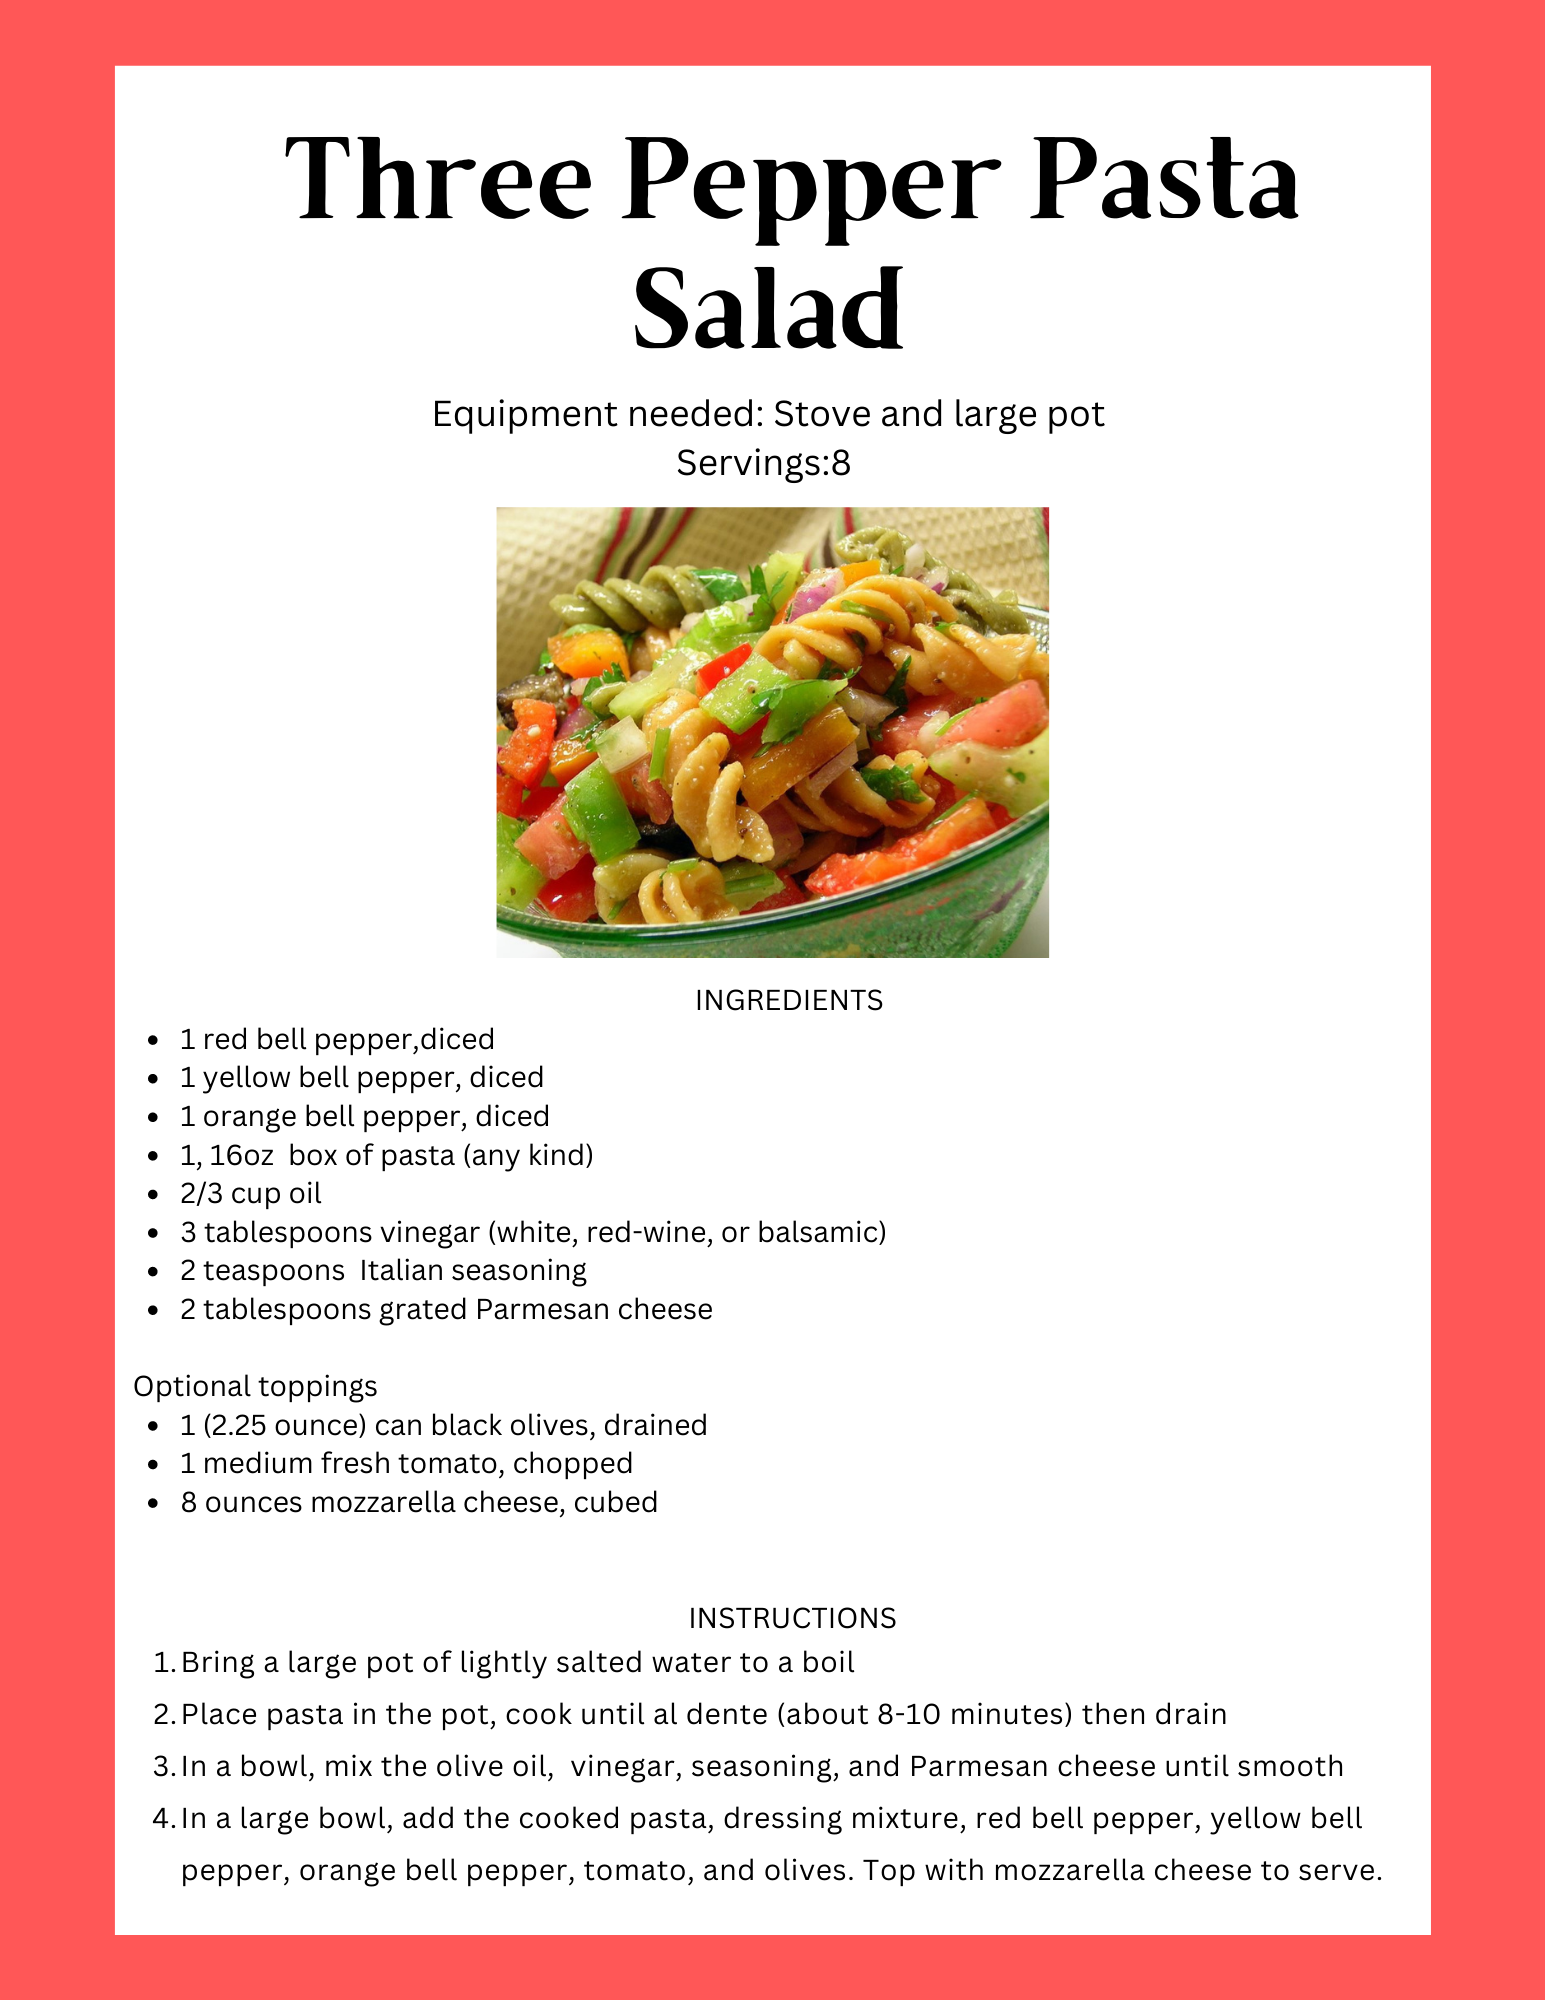 Three Pepper Pasta
Salad
Equipment needed: Stove and large pot
Servings:8
INGREDIENTS
• 1 red bell pepper,diced
• 1 yellow bell pepper, diced
• 1 orange bell pepper, diced
• 1, 16oz  box of pasta (any kind)
• 2/3 cup oil
• 3 tablespoons vinegar (white, red-wine, or balsamic)
• 2 teaspoons  Italian seasoning
• 2 tablespoons grated Parmesan cheese
Optional toppings
• 1 (2.25 ounce) can black olives, drained
• 1 medium fresh tomato, chopped
• 8 ounces mozzarella cheese, cubed
INSTRUCTIONS
1. Bring a large pot of lightly salted water to a boil
2. Place pasta in the pot, cook until al dente (about 8-10 minutes) then drain
3. In a bowl, mix the olive oil,  vinegar, seasoning, and Parmesan cheese until smooth
4. In a large bowl, add the cooked pasta, dressing mixture, red bell pepper, yellow bell
pepper, orange bell pepper, tomato, and olives. Top with mozzarella cheese to serve.